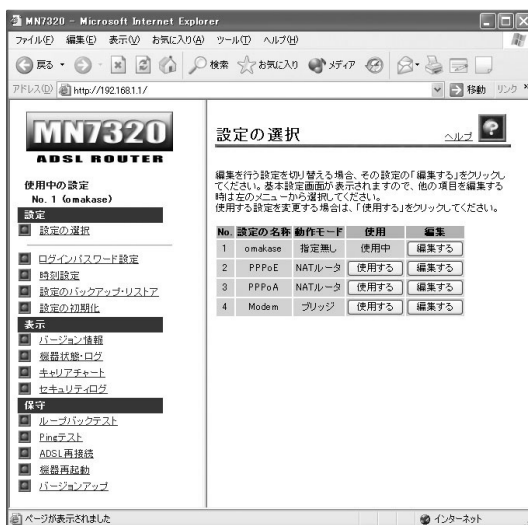 MN7320 - Microsoft Internet Explorer
ファイル(F) 編集(E) 表示(V) お気に入り(A) ツール(T) ヘルプ(H)
戻る 検索 お気に入り メディア
アドレス(D) http://192.168.1.1/ 移動 リンク »
MN7320
ADSL ROUTER
使用中の設定
No. 1 (omakase)
設定
設定の選択
ログインパスワード設定
時刻設定
設定のバックアップ・リストア
設定の初期化
表示
バージョン情報
機器状態・ログ
キャリアチャート
セキュリティログ
保守
ループバックテスト
Pingテスト
ADSL再接続
機器再起動
バージョンアップ
設定の選択
ヘルプ ?
編集を行う設定を切り替える場合、その設定の「編集する」をクリックし
てください。基本設定画面が表示されますので、他の項目を編集する
時は左のメニューから選択してください。
使用する設定を変更する場合は、「使用する」をクリックしてください。
No. 設定の名称 動作モード 使用 編集
1 omakase 指定無し 使用中 編集する
2 PPPoE NATルータ 使用する 編集する
3 PPPoA NATルータ 使用する 編集する
4 Modem ブリッジ 使用する 編集する
ページが表示されました インターネット